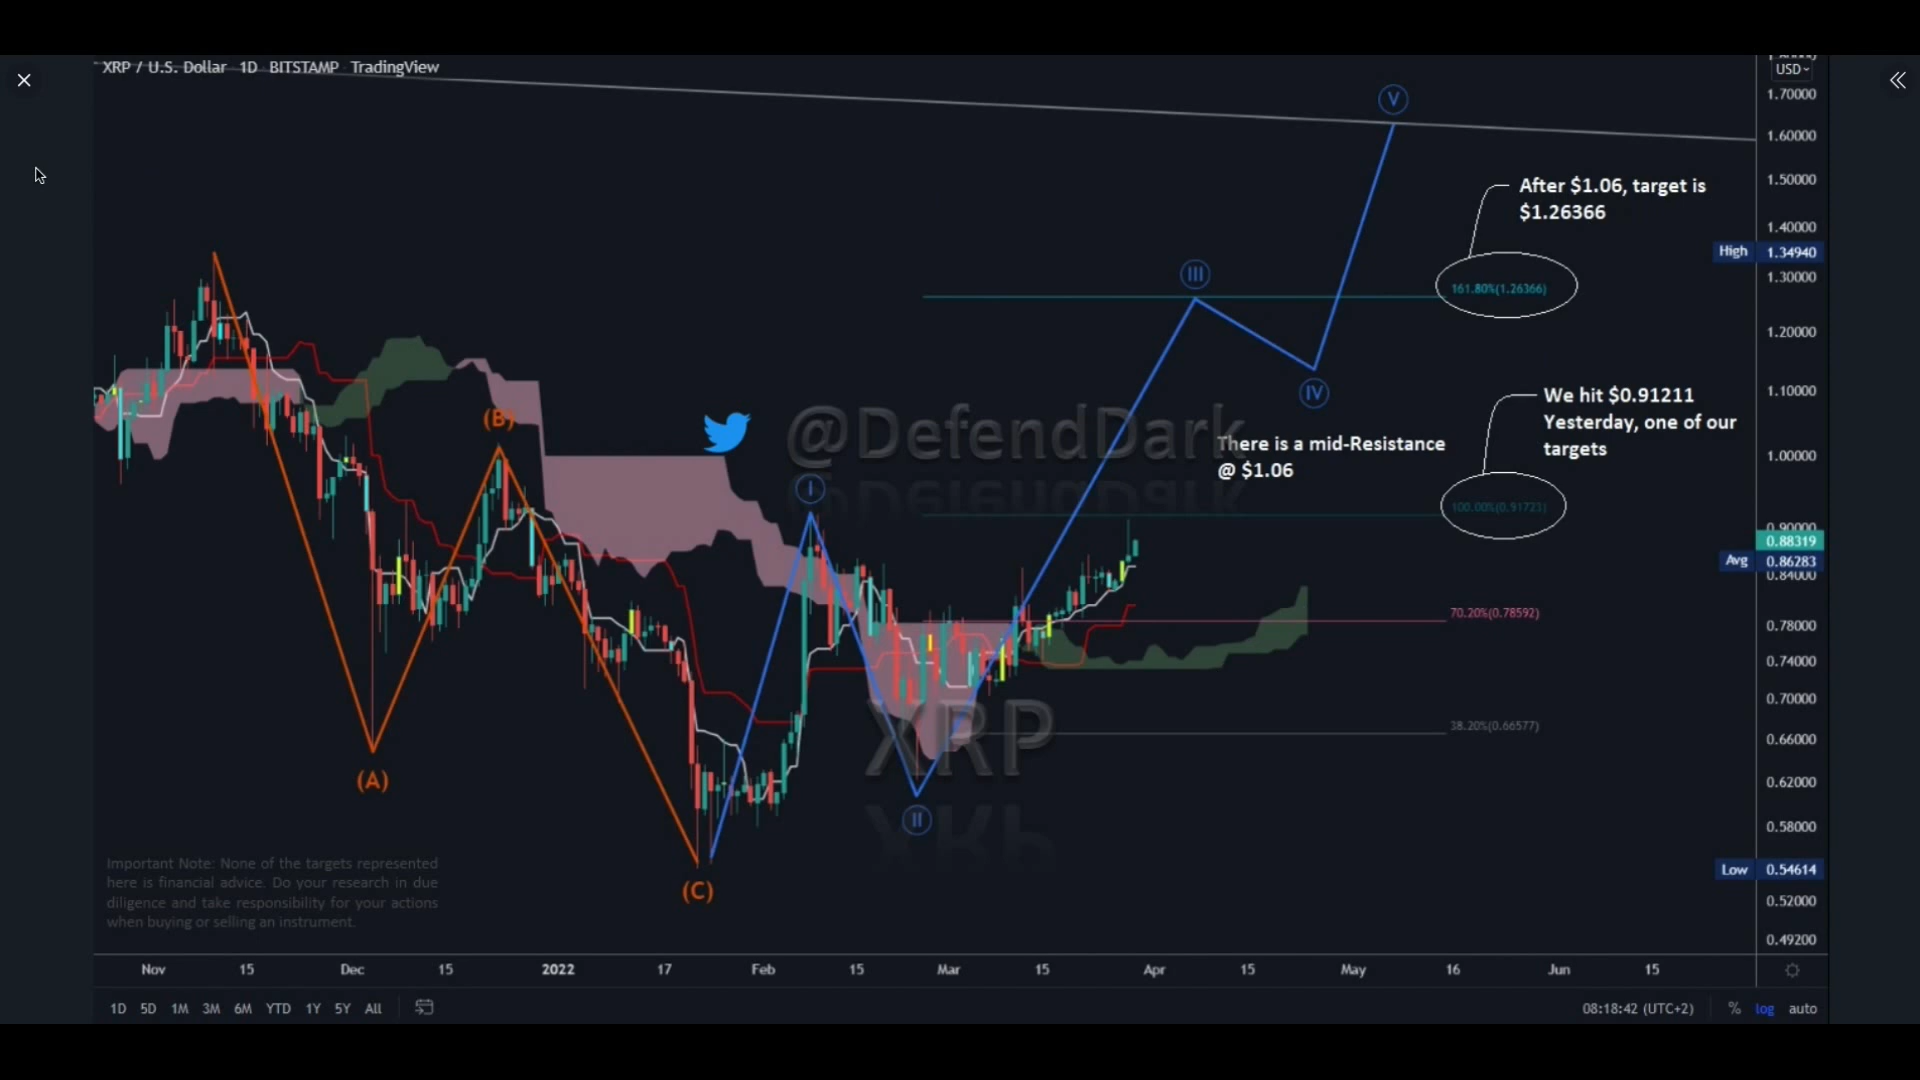 XRP / U.S. Dollar 1D BITSTAMP TradingView
USD
1.70000
1.60000
After $1.06, target is
$1.26366
1.50000
1.40000
High 1.34940
1.30000
161.80%(1.26366)
1.20000
1.10000
We hit $0.91211
Yesterday, one of our
targets
There is a mid-Resistance
@ $1.06
@DefendDark
1.00000
100.00%(0.91723)
0.90000
0.88319
Avg 0.86283
0.84000
70.20%(0.78592)
0.78000
0.74000
0.70000
38.20%(0.66577)
0.66000
0.62000
0.58000
Low 0.54614
0.52000
0.49200
(A)
(B)
(C)
I
II
III
IV
V
XRP
Important Note: None of the targets represented
here is financial advice. Do your research in due
diligence and take responsibility for your actions
when buying or selling an instrument.
Nov 15 Dec 15 2022 17 Feb 15 Mar 15 Apr 15 May 16 Jun 15
1D 5D 1M 3M 6M YTD 1Y 5Y All
08:18:42 (UTC+2) % log auto